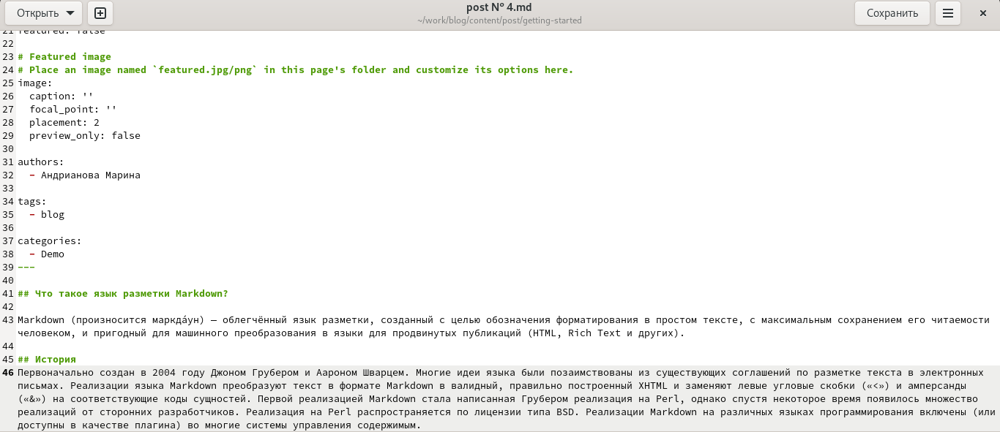 Открыть
post № 4.md
~/work/blog/content/post/getting-started
Сохранить
21 featured: false
22
23 # Featured image
24 # Place an image named `featured.jpg/png` in this page's folder and customize its options here.
25 image:
26   caption: ''
27   focal_point: ''
28   placement: 2
29   preview_only: false
30
31 authors:
32   - Андрианова Марина
33
34 tags:
35   - blog
36
37 categories:
38   - Demo
39 ---
40
41 ## Что такое язык разметки Markdown?
42
43 Markdown (произносится маркда́ун) — облегчённый язык разметки, созданный с целью обозначения форматирования в простом тексте, с максимальным сохранением его читаемости
человеком, и пригодный для машинного преобразования в языки для продвинутых публикаций (HTML, Rich Text и других).
44
45 ## История
46 Первоначально создан в 2004 году Джоном Грубером и Аароном Шварцем. Многие идеи языка были позаимствованы из существующих соглашений по разметке текста в электронных
письмах. Реализации языка Markdown преобразуют текст в формате Markdown в валидный, правильно построенный XHTML и заменяют левые угловые скобки («<») и амперсанды
(«&») на соответствующие коды сущностей. Первой реализацией Markdown стала написанная Грубером реализация на Perl, однако спустя некоторое время появилось множество
реализаций от сторонних разработчиков. Реализация на Perl распространяется по лицензии типа BSD. Реализации Markdown на различных языках программирования включены (или
доступны в качестве плагина) во многие системы управления содержимым.